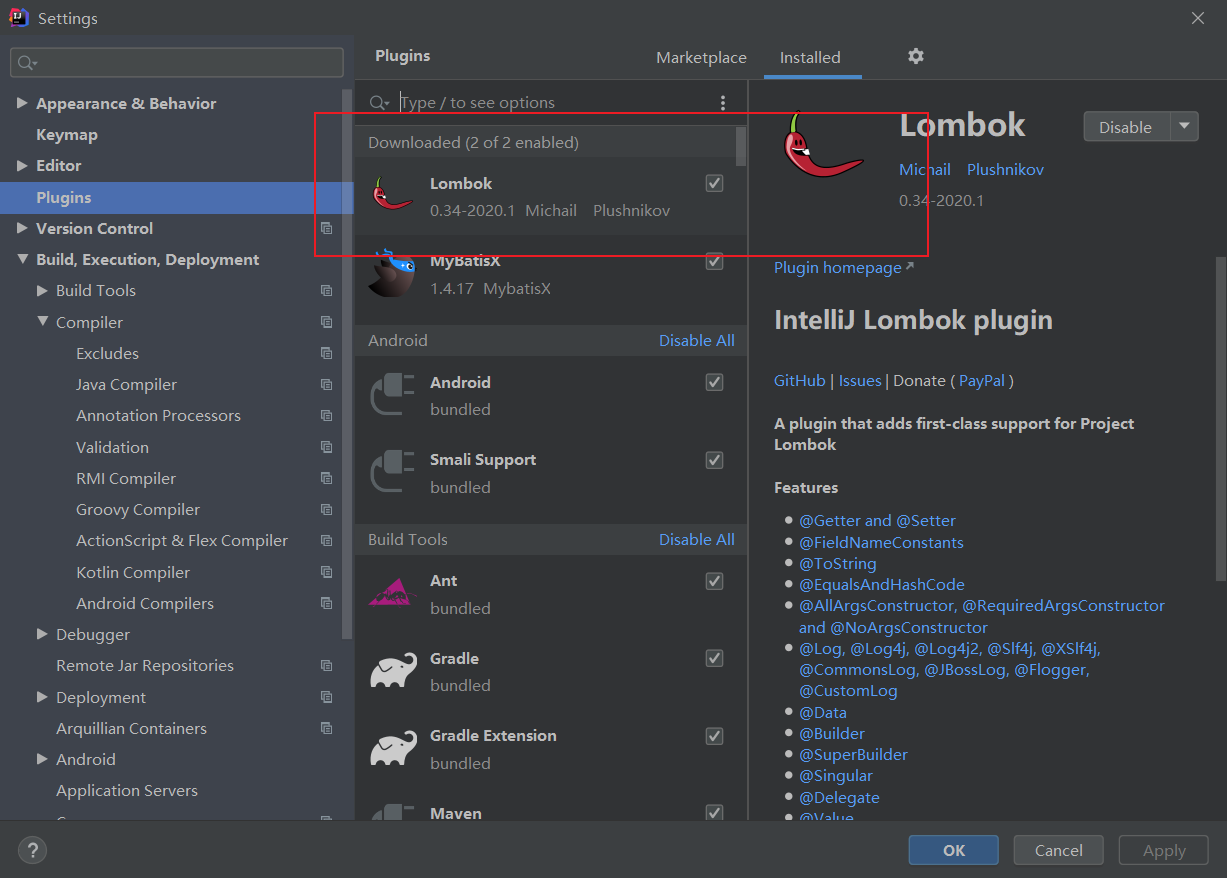 Settings
Appearance & Behavior
Keymap
Editor
Plugins
Version Control
Build, Execution, Deployment
Build Tools
Compiler
Excludes
Java Compiler
Annotation Processors
Validation
RMI Compiler
Groovy Compiler
ActionScript & Flex Compiler
Kotlin Compiler
Android Compilers
Debugger
Remote Jar Repositories
Deployment
Arquillian Containers
Android
Application Servers
Plugins
Marketplace
Installed
Type / to see options
Downloaded (2 of 2 enabled)
Lombok
0.34-2020.1 Michail Plushnikov
MyBatisX
1.4.17 MybatisX
Android Disable All
Android
bundled
Smali Support
bundled
Build Tools Disable All
Ant
bundled
Gradle
bundled
Gradle Extension
bundled
Maven
Lombok
Disable
Michail Plushnikov
0.34-2020.1
Plugin homepage
IntelliJ Lombok plugin
GitHub | Issues | Donate ( PayPal )
A plugin that adds first-class support for Project
Lombok
Features
@Getter and @Setter
@FieldNameConstants
@ToString
@EqualsAndHashCode
@AllArgsConstructor, @RequiredArgsConstructor
and @NoArgsConstructor
@Log, @Log4j, @Log4j2, @Slf4j, @XSlf4j,
@CommonsLog, @JBossLog, @Flogger,
@CustomLog
@Data
@Builder
@SuperBuilder
@Singular
@Delegate
@Value
?
OK
Cancel
Apply